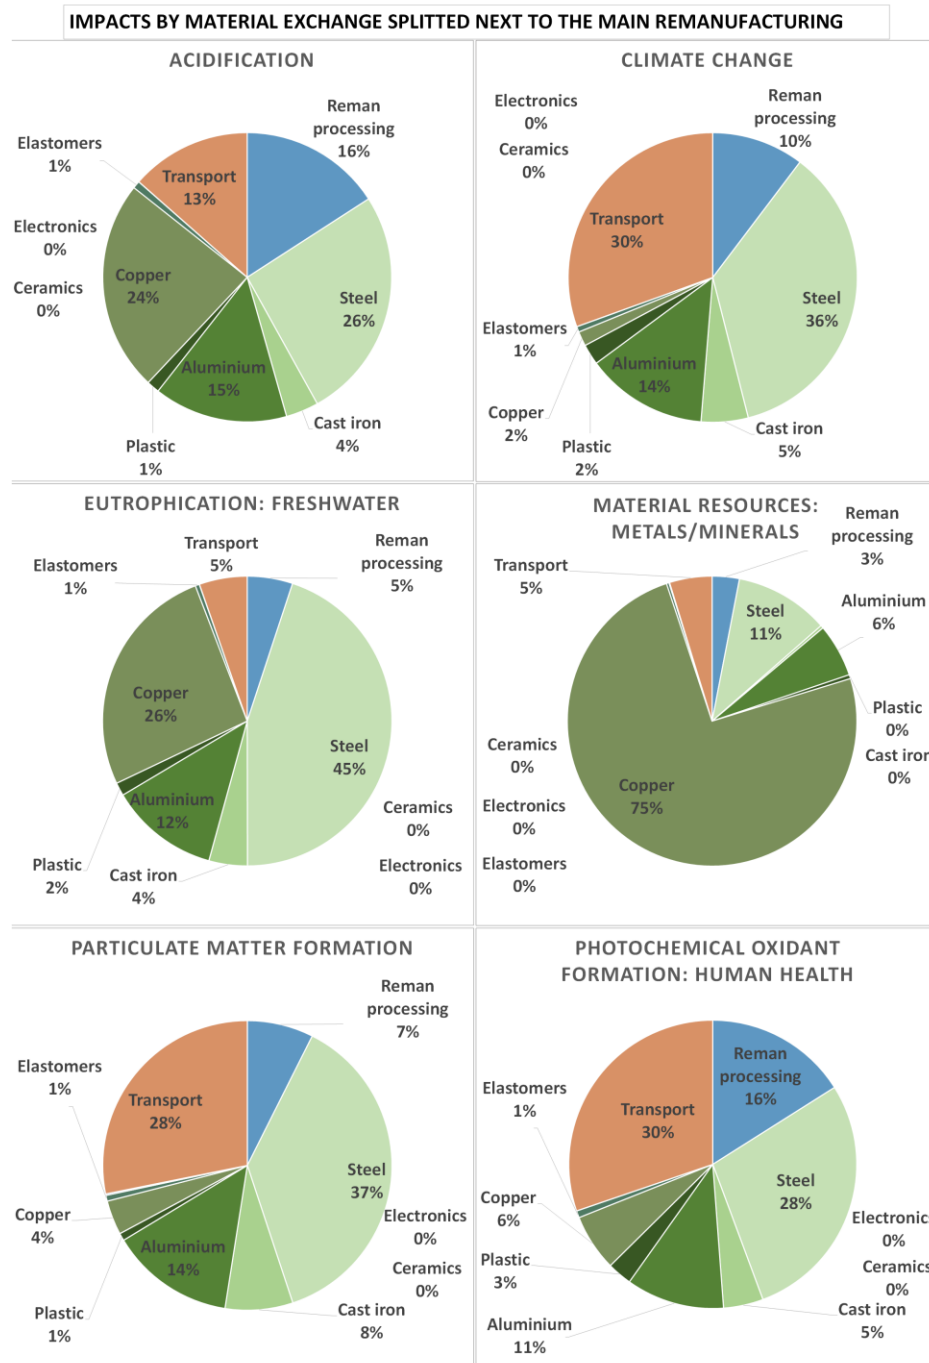 IMPACTS BY MATERIAL EXCHANGE SPLITTED NEXT TO THE MAIN REMANUFACTURING
ACIDIFICATION
Reman
processing
16%
Steel
26%
Cast iron
4%
Aluminium
15%
Plastic
1%
Copper
24%
Ceramics
0%
Electronics
0%
Elastomers
1%
Transport
13%
CLIMATE CHANGE
Reman
processing
10%
Steel
36%
Cast iron
5%
Aluminium
14%
Plastic
2%
Copper
2%
Elastomers
1%
Transport
30%
Electronics
0%
Ceramics
0%
EUTROPHICATION: FRESHWATER
Reman
processing
5%
Steel
45%
Ceramics
0%
Electronics
0%
Cast iron
4%
Aluminium
12%
Plastic
2%
Copper
26%
Elastomers
1%
Transport
5%
MATERIAL RESOURCES:
METALS/MINERALS
Reman
processing
3%
Steel
11%
Aluminium
6%
Plastic
0%
Cast iron
0%
Copper
75%
Ceramics
0%
Electronics
0%
Elastomers
0%
Transport
5%
PARTICULATE MATTER FORMATION
Reman
processing
7%
Steel
37%
Electronics
0%
Ceramics
0%
Cast iron
8%
Aluminium
14%
Plastic
1%
Copper
4%
Elastomers
1%
Transport
28%
PHOTOCHEMICAL OXIDANT
FORMATION: HUMAN HEALTH
Reman
processing
16%
Steel
28%
Electronics
0%
Ceramics
0%
Cast iron
5%
Aluminium
11%
Plastic
3%
Copper
6%
Elastomers
1%
Transport
30%